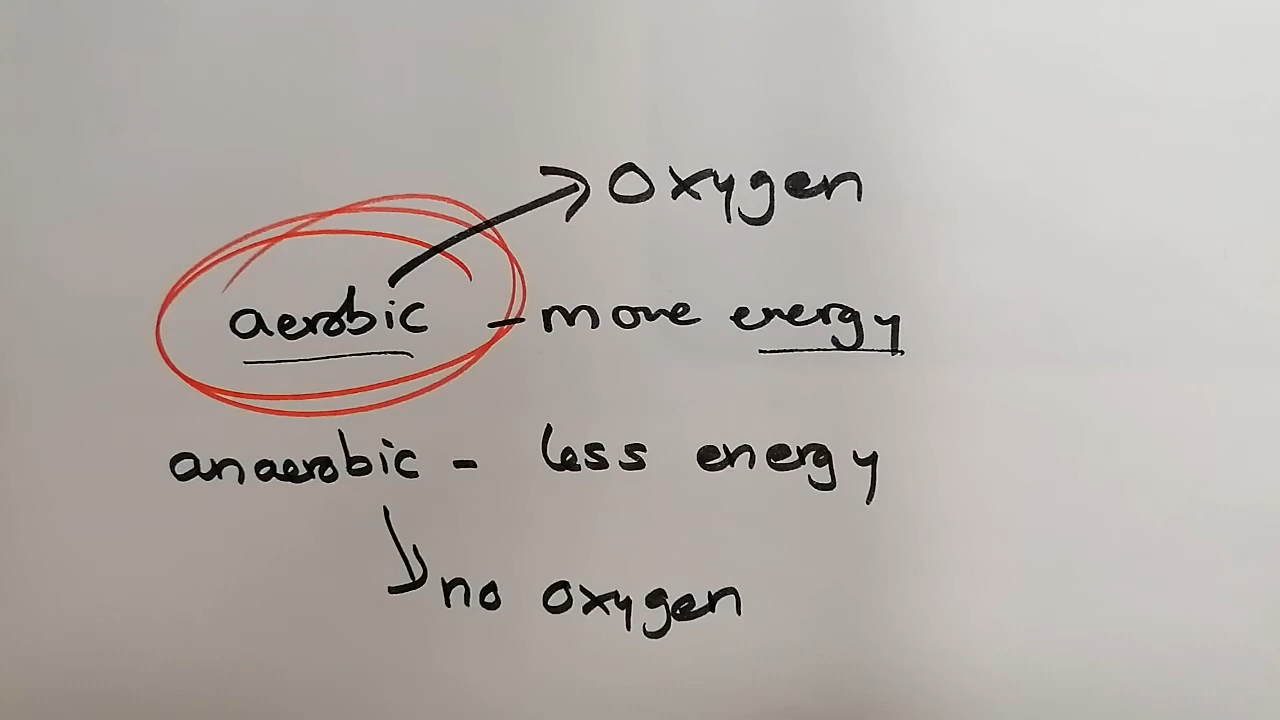 Oxygen
aerobic - more energy
anaerobic - less energy
no oxygen